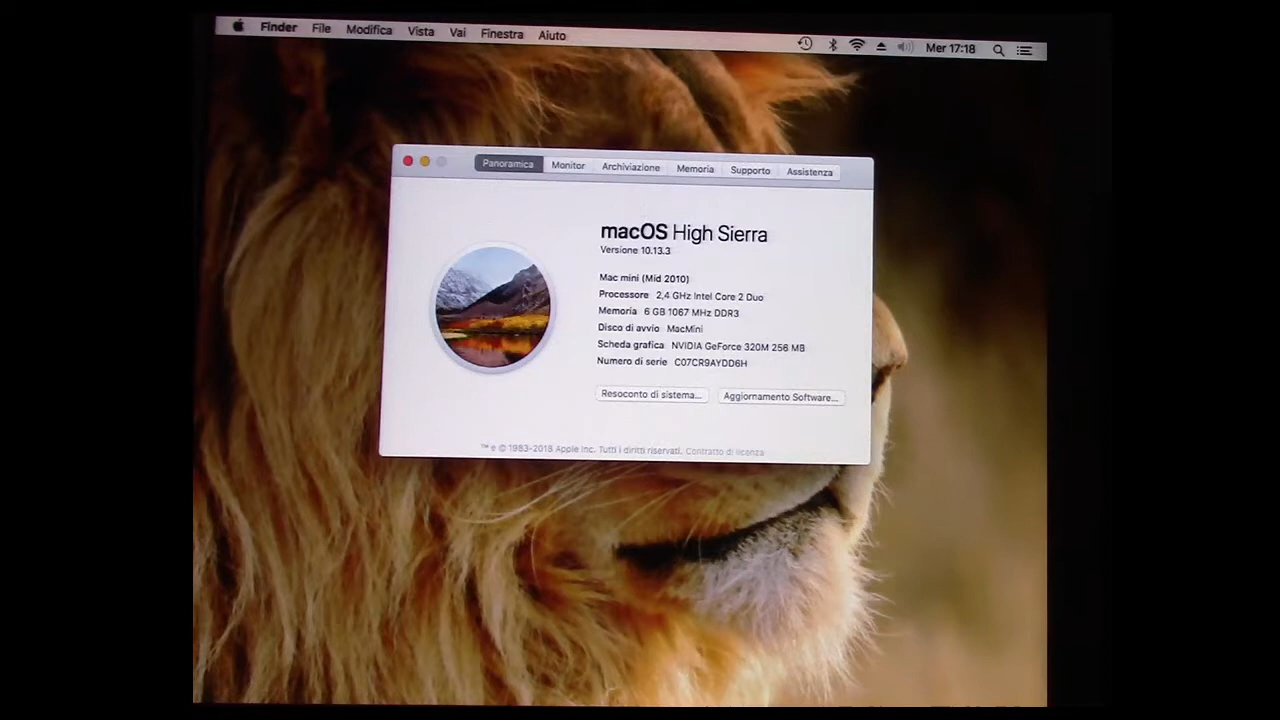 Finder File Modifica Vista Vai Finestra Aiuto Mer 17:18
Panoramica Monitor Archiviazione Memoria Supporto Assistenza
macOS High Sierra
Versione 10.13.3
Mac mini (Mid 2010)
Processore 2,4 GHz Intel Core 2 Duo
Memoria 6 GB 1067 MHz DDR3
Disco di avvio MacMini
Scheda grafica NVIDIA GeForce 320M 256 MB
Numero di serie C07CR9AYDD6H
Resoconto di sistema... Aggiornamento Software...
™ e © 1983-2018 Apple Inc. Tutti i diritti riservati. Contratto di licenza